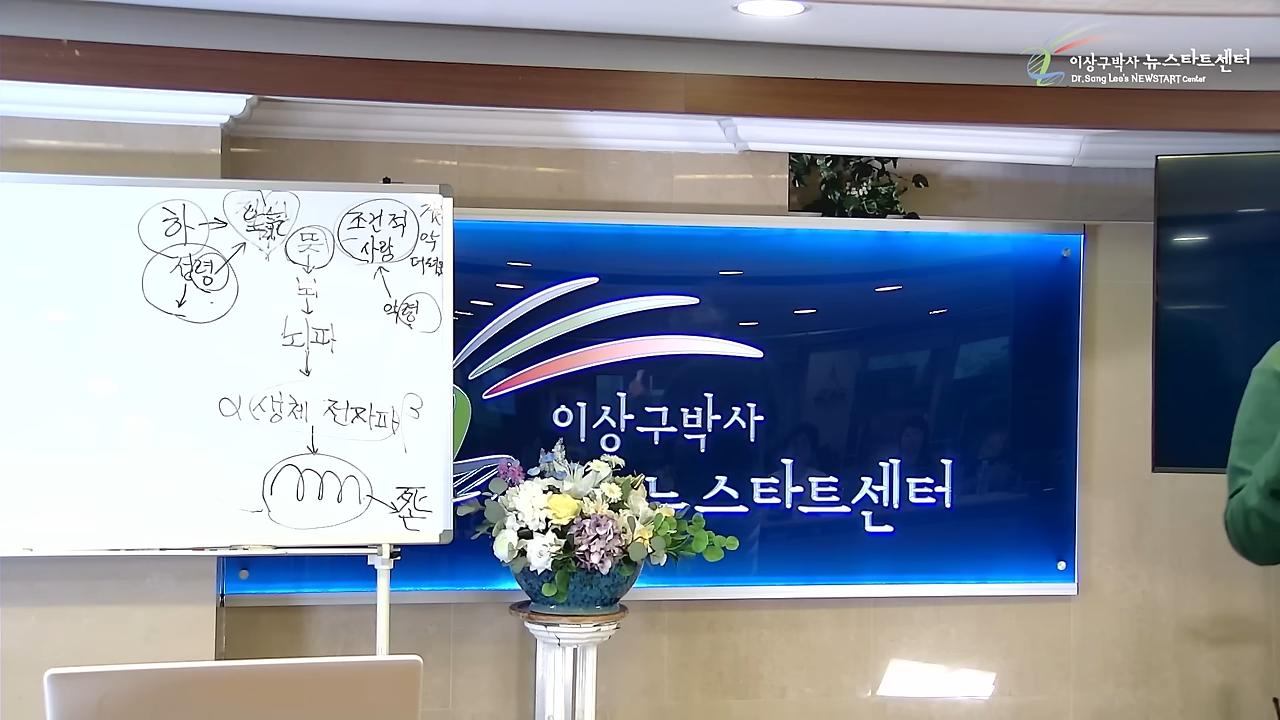 이상구박사 뉴스타트센터
Dr. Sang Lee's NEWSTART Center
하
뜻
조건적
사랑
악
악령
뇌
뇌파
α (생체 전자파 β
이상구박사
뉴스타트센터